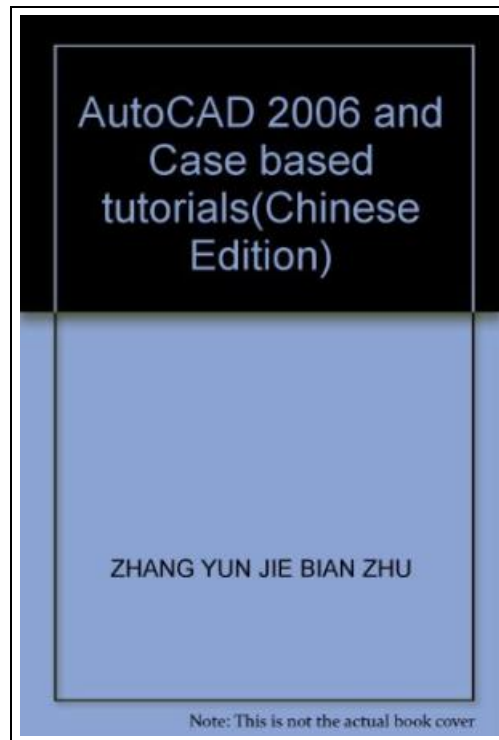 AutoCAD 2006 and
Case based
tutorials(Chinese
Edition)
ZHANG YUN JIE BIAN ZHU
Note: This is not the actual book cover